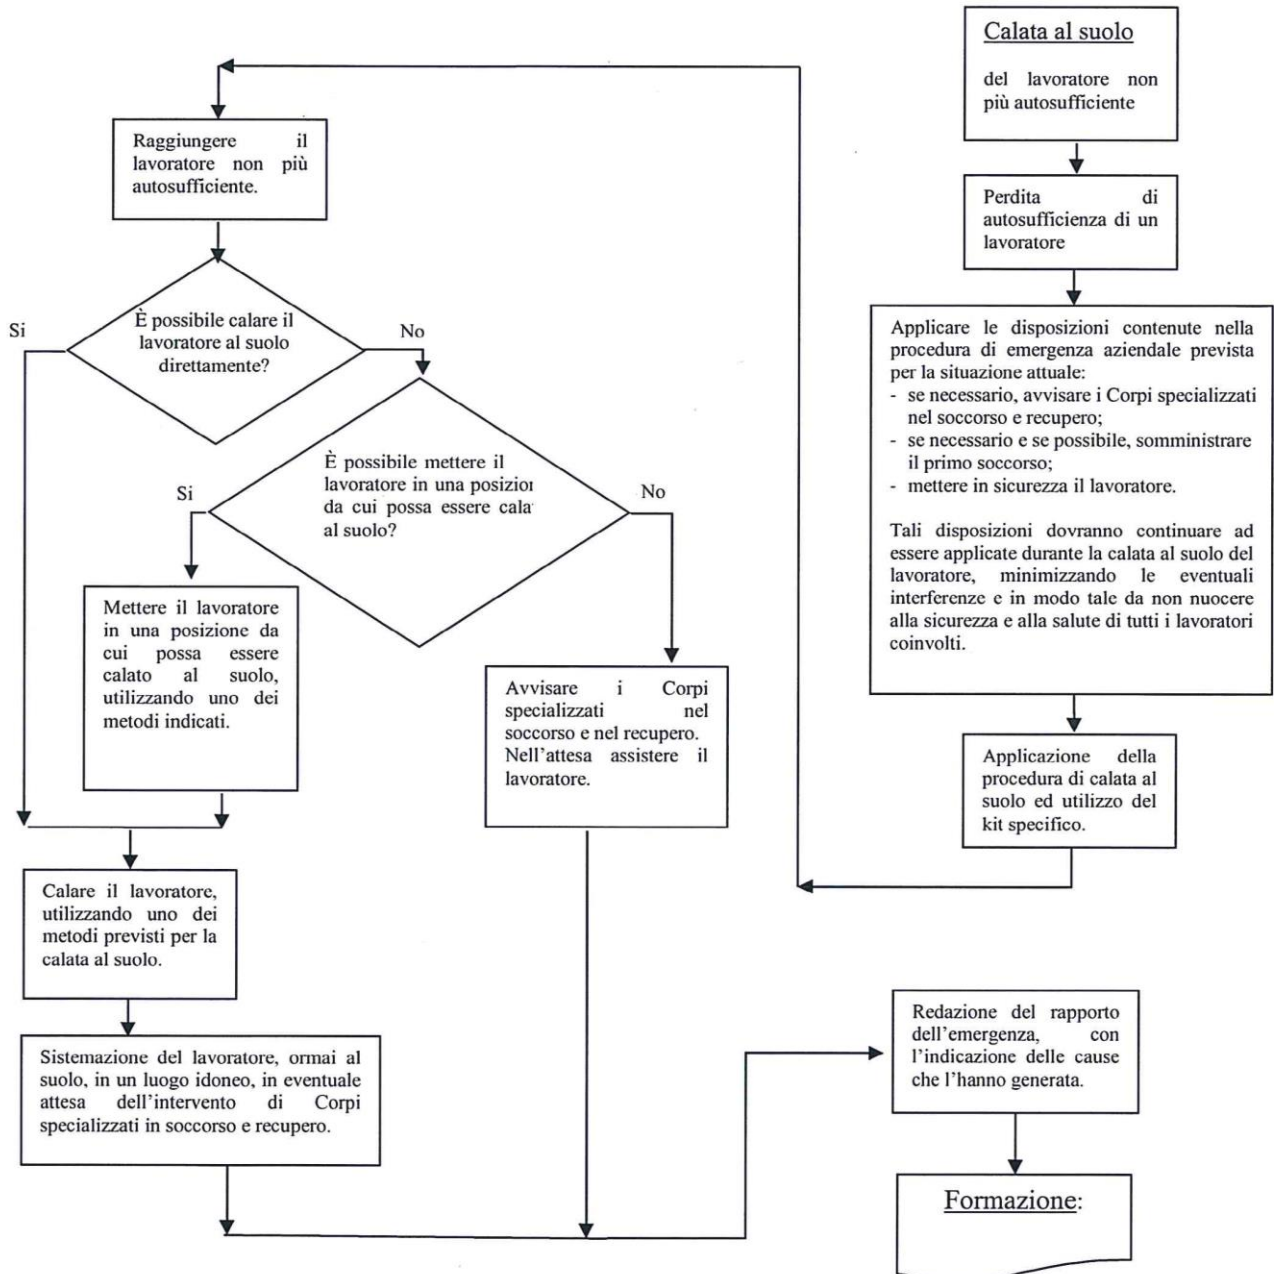 Calata al suolo
del lavoratore non
più autosufficiente
Perdita di
autosufficienza di un
lavoratore
Applicare le disposizioni contenute nella
procedura di emergenza aziendale prevista
per la situazione attuale:
- se necessario, avvisare i Corpi specializzati
nel soccorso e recupero;
- se necessario e se possibile, somministrare
il primo soccorso;
- mettere in sicurezza il lavoratore.
Tali disposizioni dovranno continuare ad
essere applicate durante la calata al suolo del
lavoratore, minimizzando le eventuali
interferenze e in modo tale da non nuocere
alla sicurezza e alla salute di tutti i lavoratori
coinvolti.
Applicazione della
procedura di calata al
suolo ed utilizzo del
kit specifico.
Raggiungere il
lavoratore non più
autosufficiente.
È possibile calare il
lavoratore al suolo
direttamente?
Si
No
È possibile mettere il
lavoratore in una posizion
da cui possa essere cala
al suolo?
Si
No
Mettere il lavoratore
in una posizione da
cui possa essere
calato al suolo,
utilizzando uno dei
metodi indicati.
Avvisare i Corpi
specializzati nel
soccorso e nel recupero.
Nell'attesa assistere il
lavoratore.
Calare il lavoratore,
utilizzando uno dei
metodi previsti per la
calata al suolo.
Sistemazione del lavoratore, ormai al
suolo, in un luogo idoneo, in eventuale
attesa dell'intervento di Corpi
specializzati in soccorso e recupero.
Redazione del rapporto
dell'emergenza, con
l'indicazione delle cause
che l'hanno generata.
Formazione: